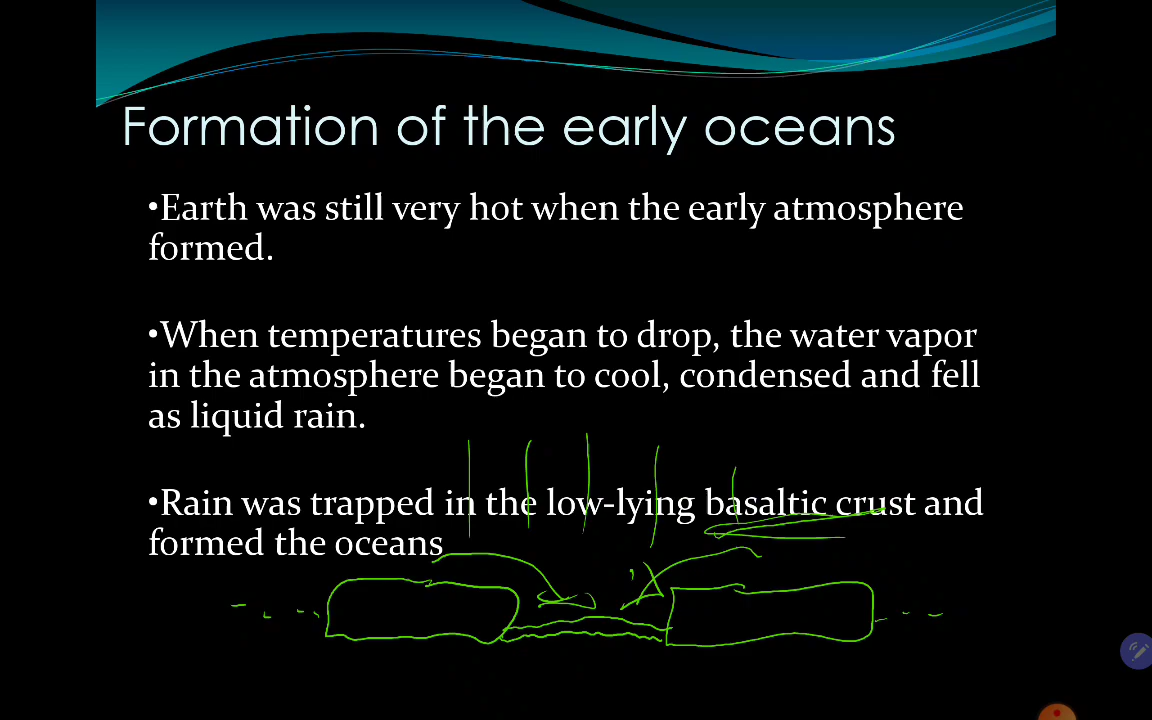 Formation of the early oceans
•Earth was still very hot when the early atmosphere
formed.
•When temperatures began to drop, the water vapor
in the atmosphere began to cool, condensed and fell
as liquid rain.
•Rain was trapped in the low-lying basaltic crust and
formed the oceans